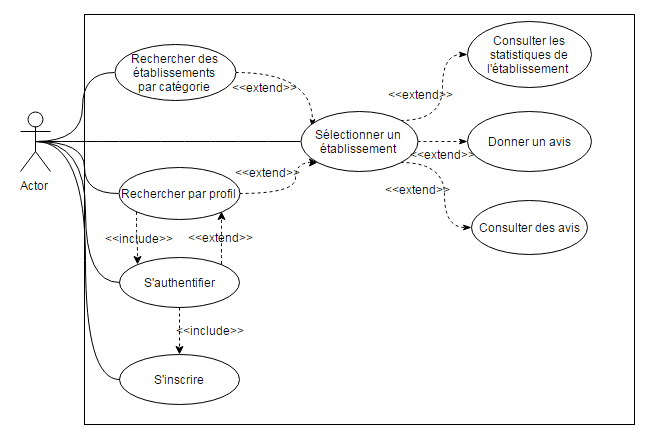 Rechercher des
établissements
par catégorie
<<extend>>
Consulter les
statistiques de
l'établissement
<<extend>>
Sélectionner un
établissement
Donner un avis
<<extend>>
Actor
Rechercher par profil
<<extend>>
<<extend>>
Consulter des avis
<<include>>
<<extend>>
S'authentifier
<<include>>
S'inscrire